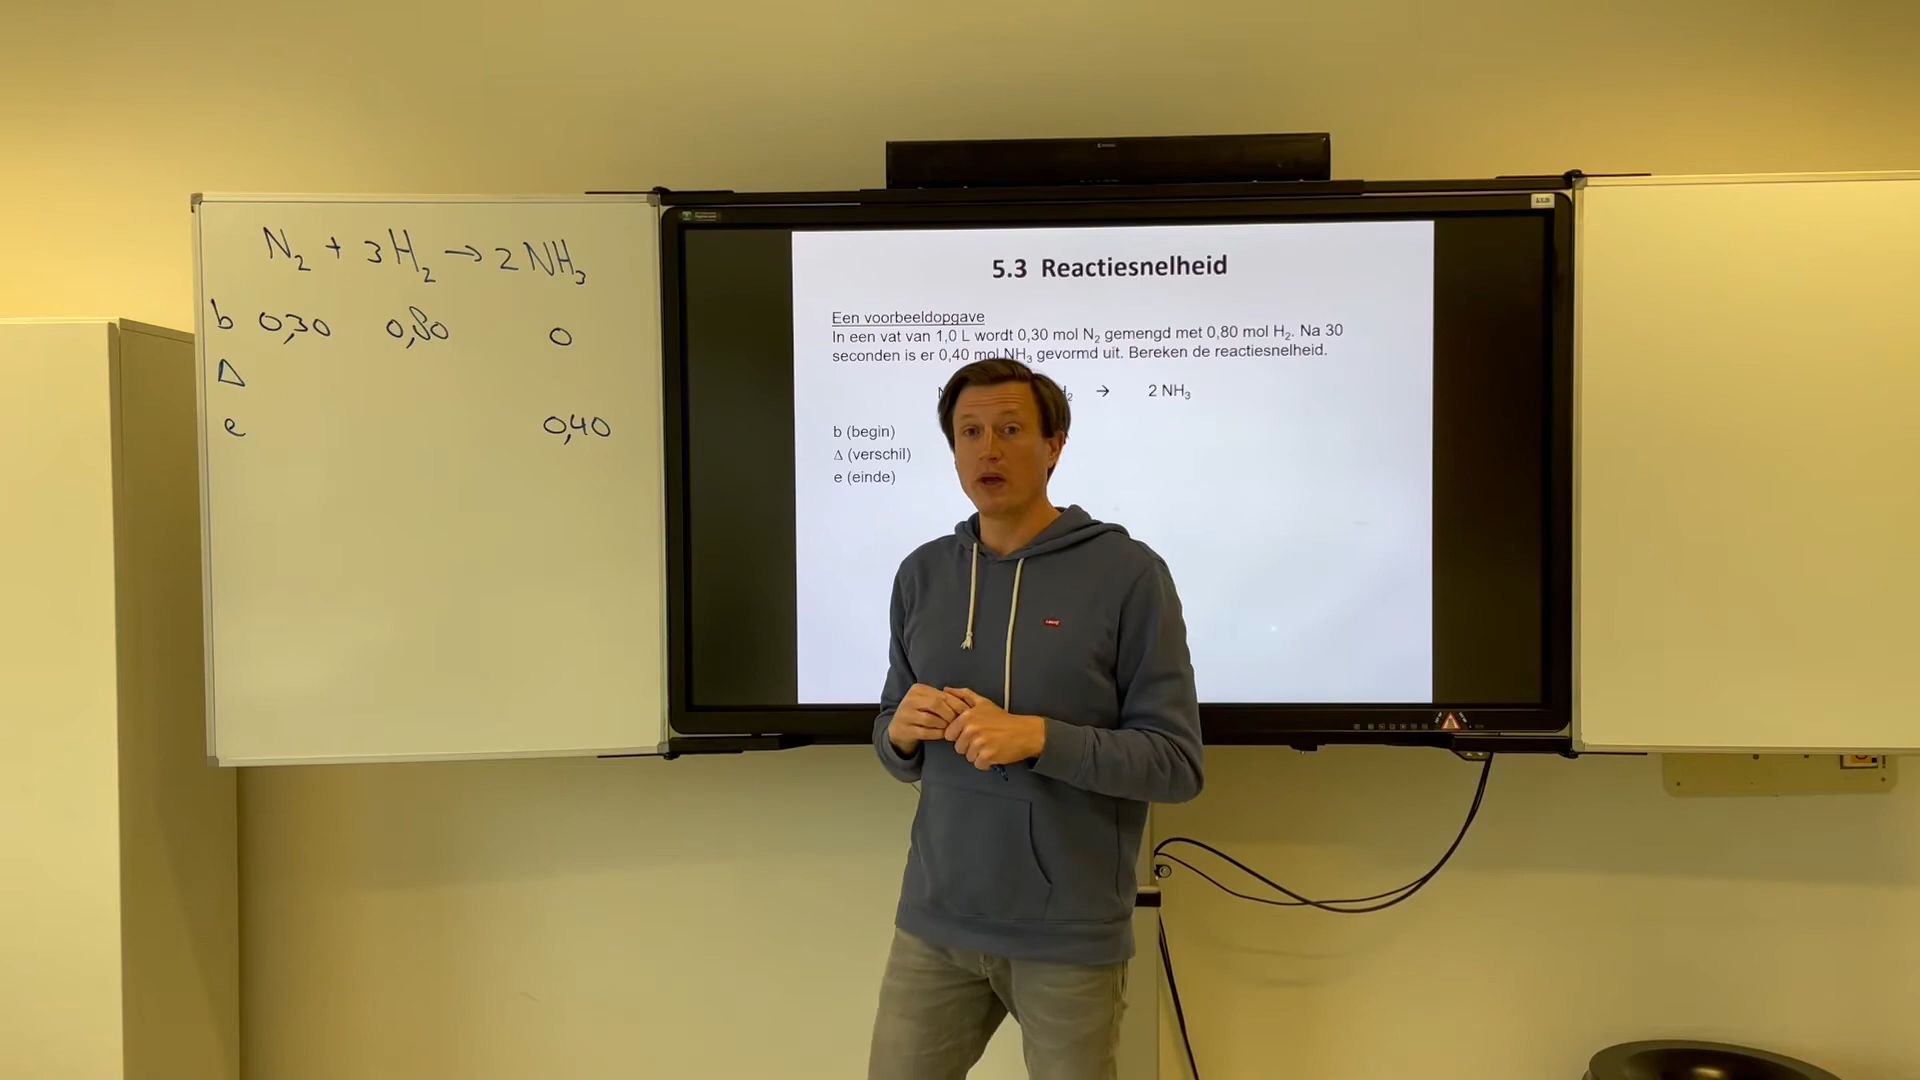 N₂ + 3H₂ → 2NH₃
b 0,30 0,80 0
Δ
e 0,40
5.3 Reactiesnelheid
Een voorbeeldopgave
In een vat van 1,0 L wordt 0,30 mol N₂ gemengd met 0,80 mol H₂. Na 30
seconden is er 0,40 mol NH₃ gevormd uit. Bereken de reactiesnelheid.
→ 2 NH₃
b (begin)
Δ (verschil)
e (einde)